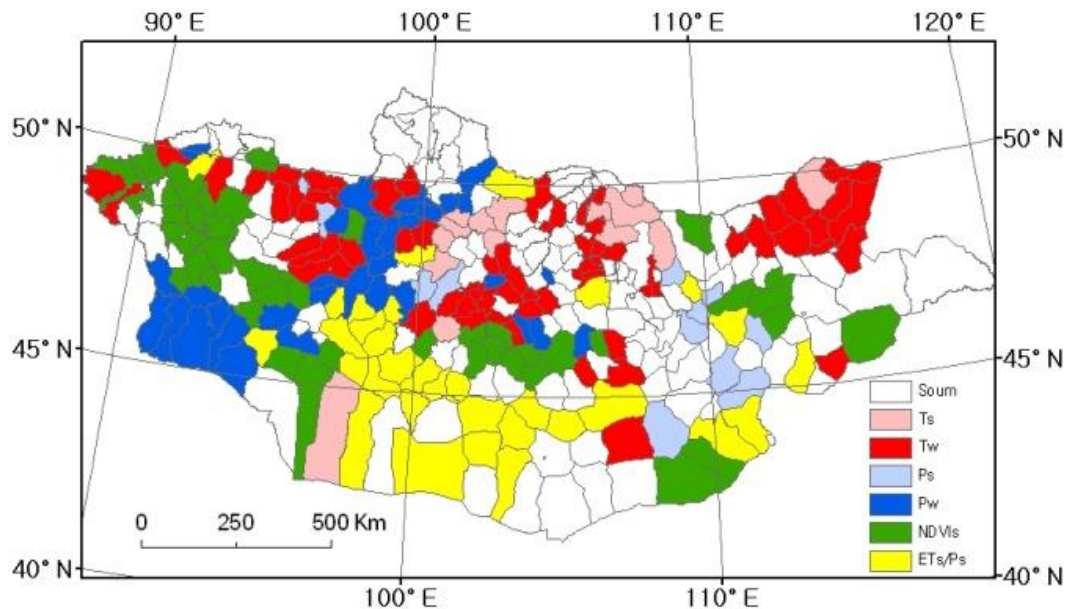 90° E 100° E 110° E 120° E
50° N 50° N
45° N 45° N
Soum
Ts
Tw
Ps
Pw
NDVIs
ETs/Ps
0 250 500 Km
40° N 40° N
100° E 110° E